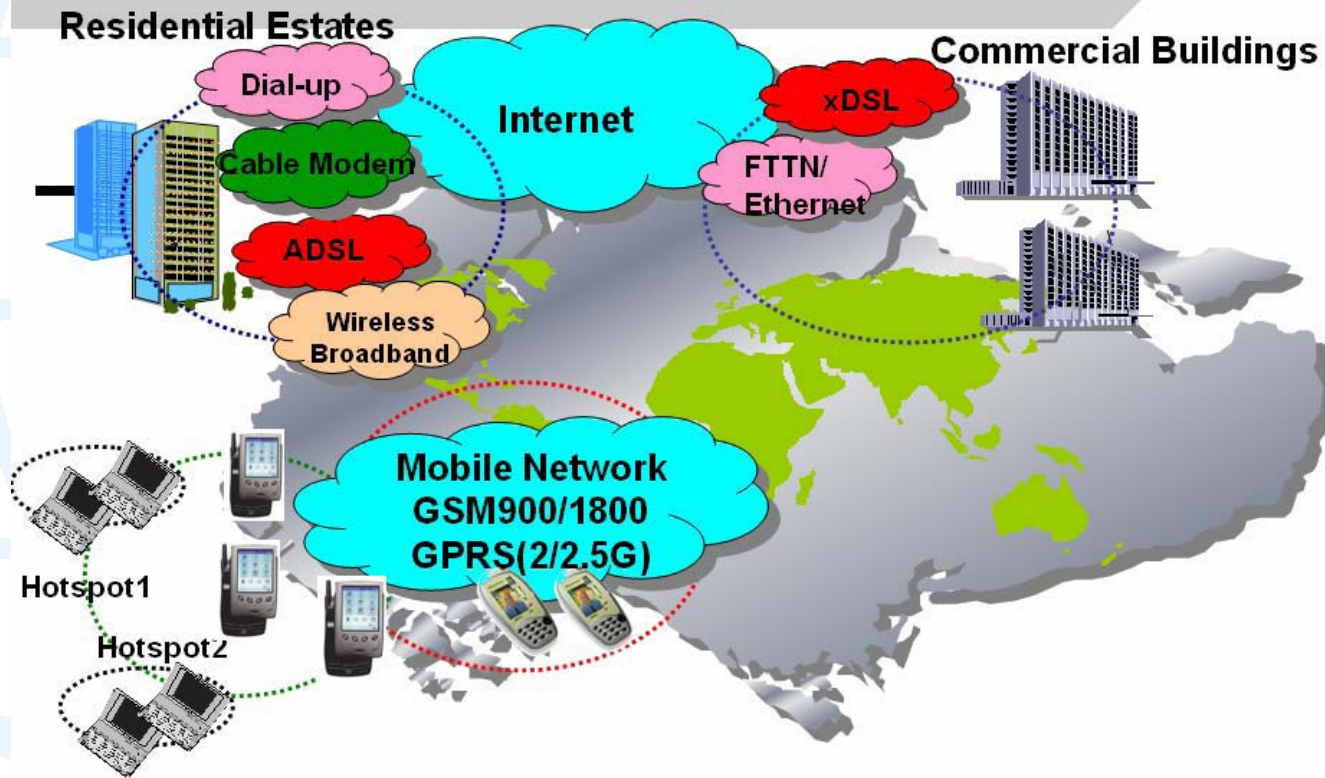 Residential Estates
Commercial Buildings
Dial-up
Internet
xDSL
Cable Modem
FTTN/
Ethernet
ADSL
Wireless
Broadband
Mobile Network
GSM900/1800
GPRS(2/2.5G)
Hotspot1
Hotspot2